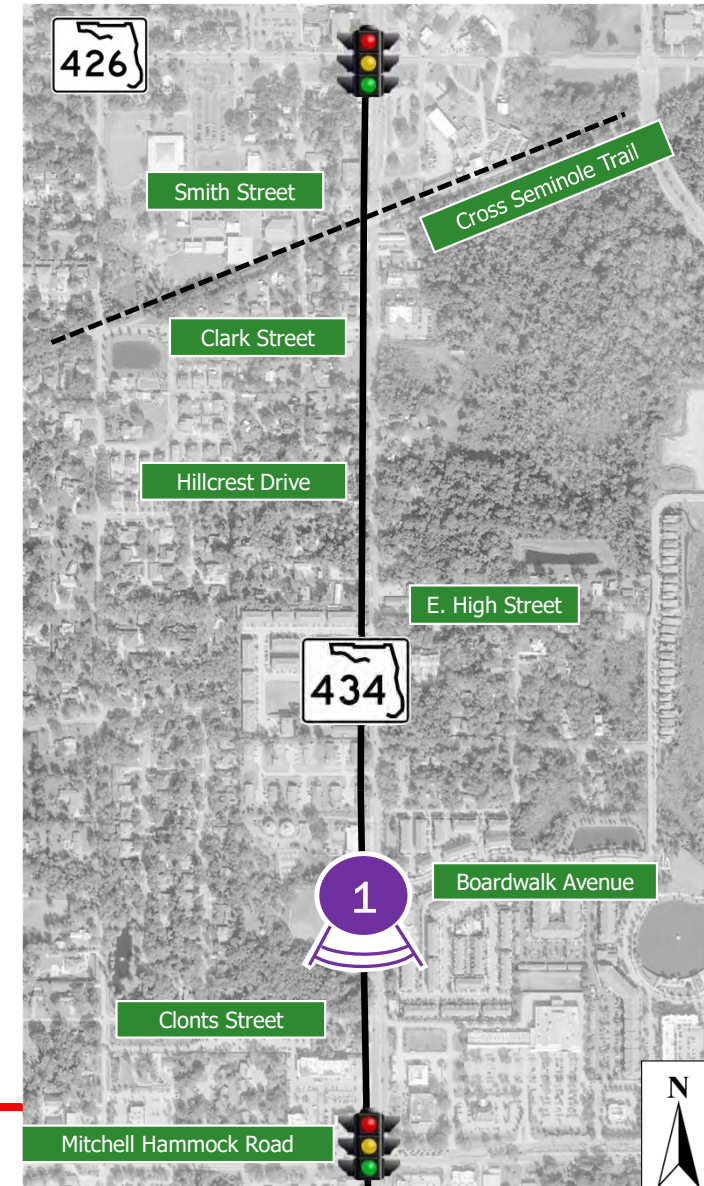 426
Smith Street
Cross Seminole Trail
Clark Street
Hillcrest Drive
E. High Street
434
Boardwalk Avenue
1
Clonts Street
N
Mitchell Hammock Road